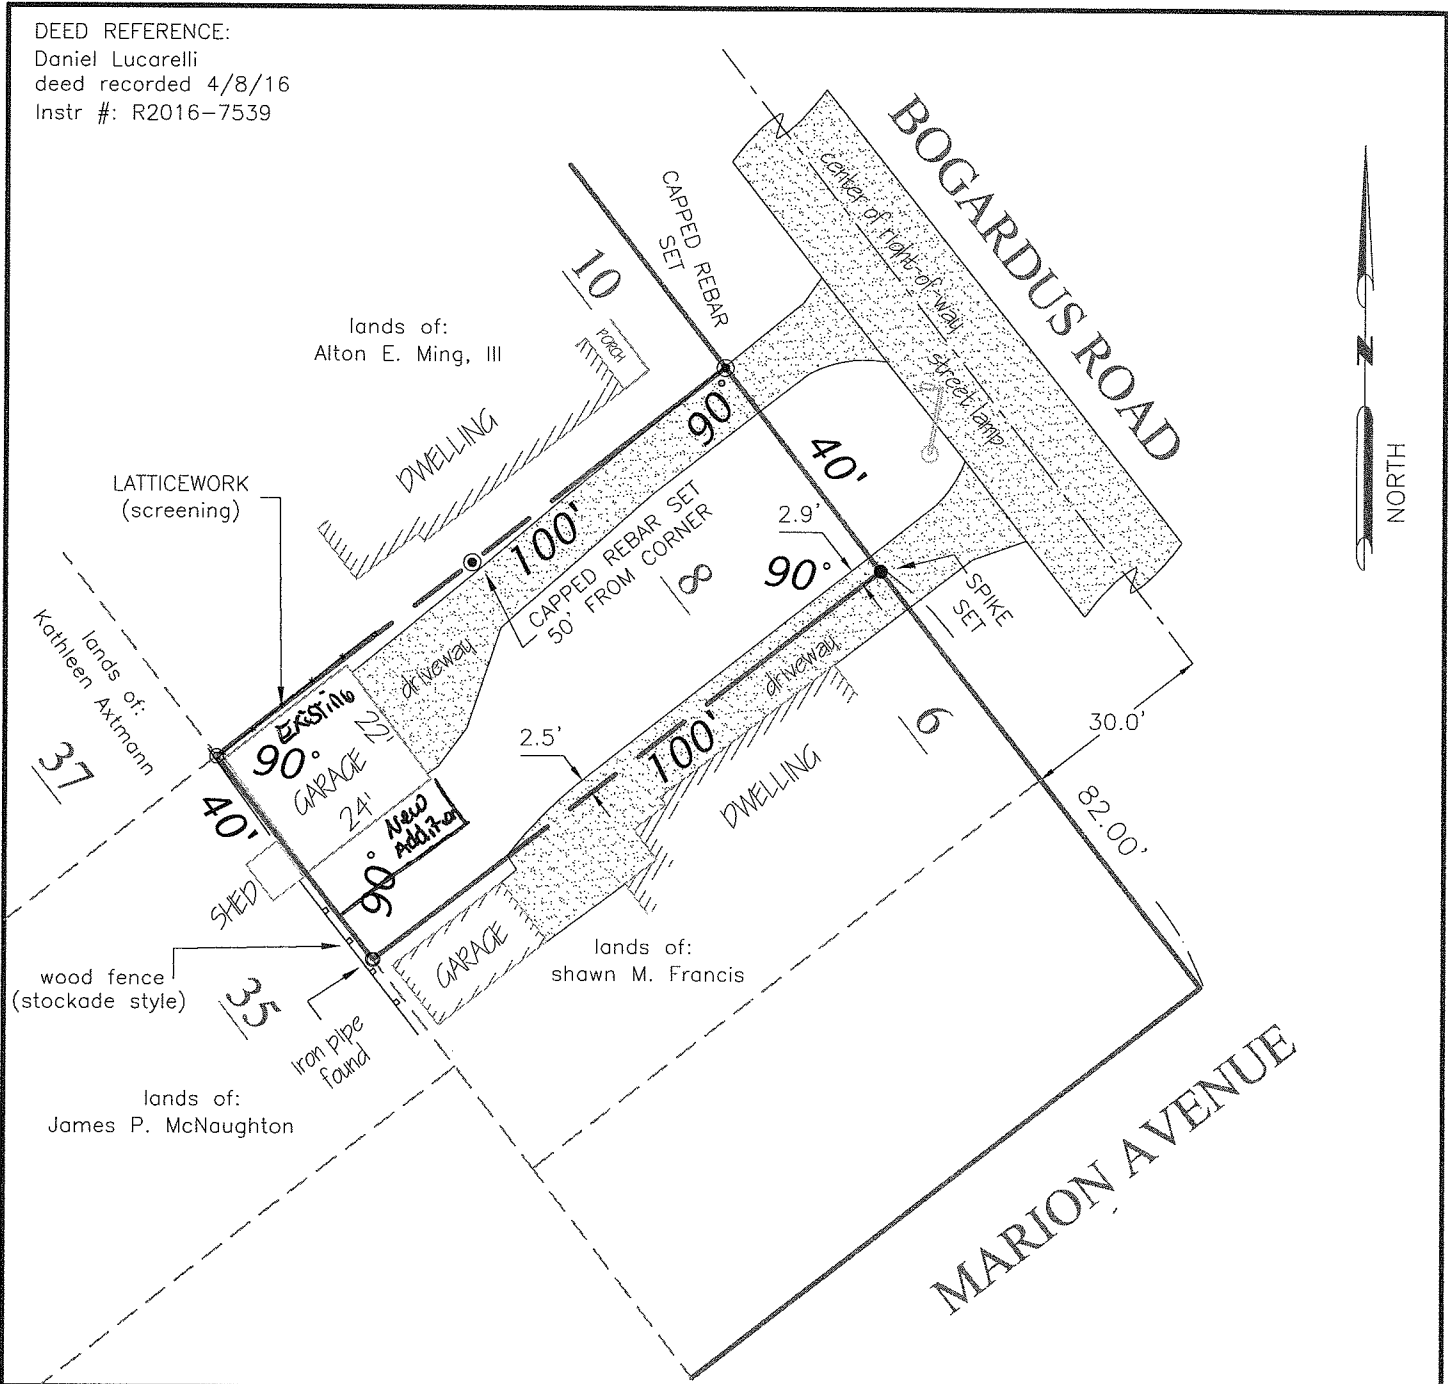 DEED REFERENCE:
Daniel Lucarelli
deed recorded 4/8/16
Instr #: R2016-7539
BOGARDUS ROAD
center of right-of-way
street lamp
CAPPED REBAR
SET
10
lands of:
Alton E. Ming, III
PORCH
DWELLING
90°
40'
NORTH
N
LATTICEWORK
(screening)
100'
CAPPED REBAR SET
50' FROM CORNER
8
2.9'
90°
SPIKE
SET
lands of:
Kathleen Axtmann
37
driveway
driveway
EXISTING
22'
90°
GARAGE
24'
40'
New
Addition
90°
2.5'
100'
6
30.0'
DWELLING
82.00'
SHED
GARAGE
lands of:
shawn M. Francis
wood fence
(stockade style)
35
iron pipe
found
lands of:
James P. McNaughton
MARION AVENUE